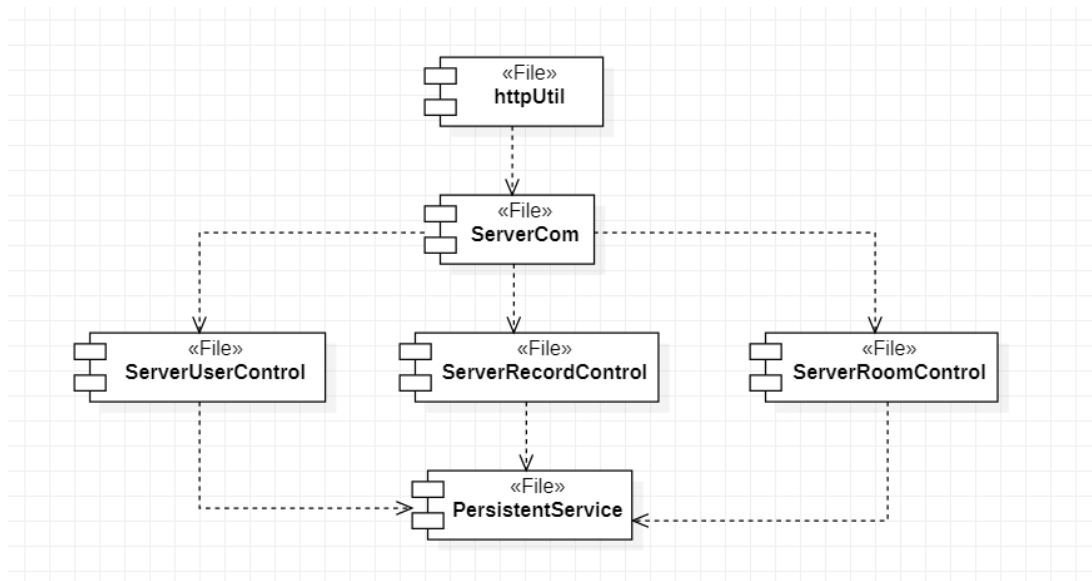 «File»
httpUtil
«File»
ServerCom
«File»
ServerUserControl
«File»
ServerRecordControl
«File»
ServerRoomControl
«File»
PersistentService